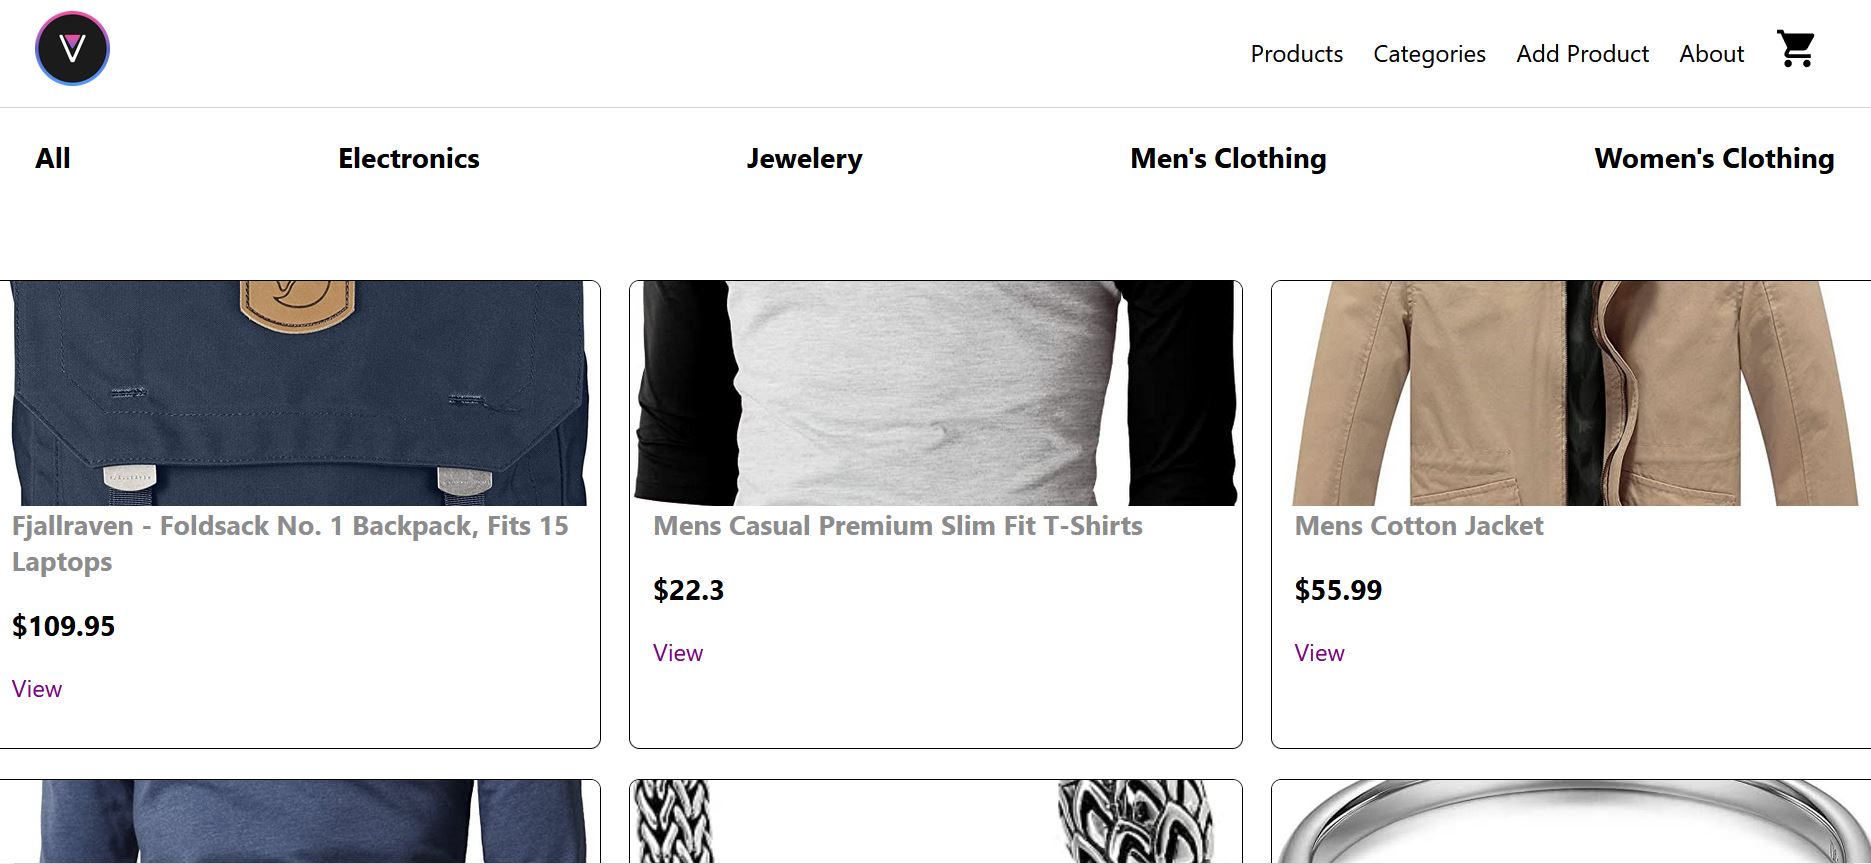 Products Categories Add Product About
All Electronics Jewelery Men's Clothing Women's Clothing
Fjallraven - Foldsack No. 1 Backpack, Fits 15
Laptops
$109.95
View
Mens Casual Premium Slim Fit T-Shirts
$22.3
View
Mens Cotton Jacket
$55.99
View